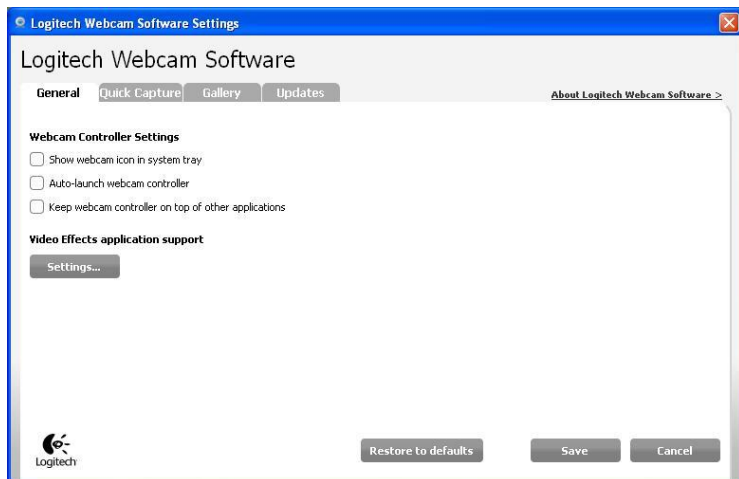 Logitech Webcam Software Settings
Logitech Webcam Software
General Quick Capture Gallery Updates About Logitech Webcam Software >
Webcam Controller Settings
Show webcam icon in system tray
Auto-launch webcam controller
Keep webcam controller on top of other applications
Video Effects application support
Settings...
Logitech
Restore to defaults Save Cancel